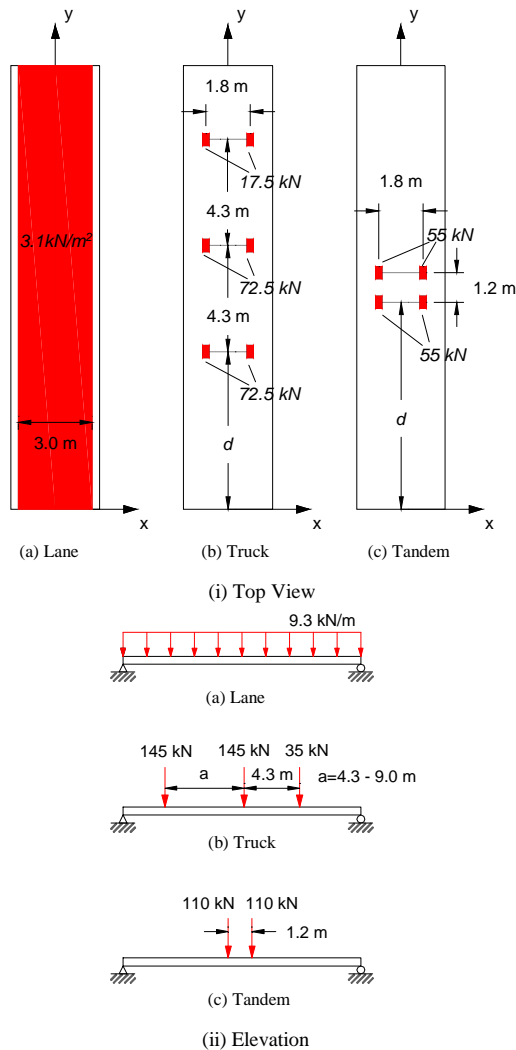 y
y
y
1.8 m
17.5 kN
1.8 m
4.3 m
55 kN
3.1kN/m²
72.5 kN
1.2 m
4.3 m
55 kN
72.5 kN
3.0 m
d
d
x
x
x
(a) Lane
(b) Truck
(c) Tandem
(i) Top View
9.3 kN/m
(a) Lane
145 kN 145 kN 35 kN
a 4.3 m a=4.3 - 9.0 m
(b) Truck
110 kN 110 kN
1.2 m
(c) Tandem
(ii) Elevation